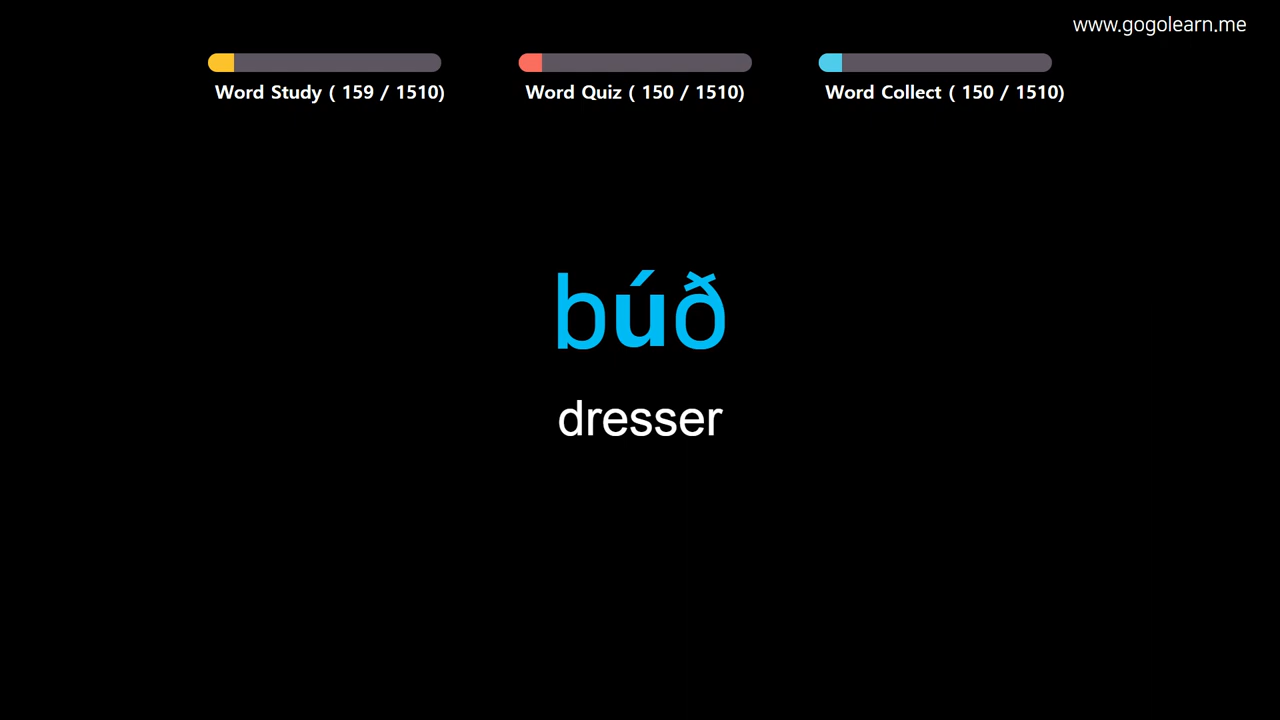 www.gogolearn.me
Word Study ( 159 / 1510)
Word Quiz ( 150 / 1510)
Word Collect ( 150 / 1510)
búð
dresser